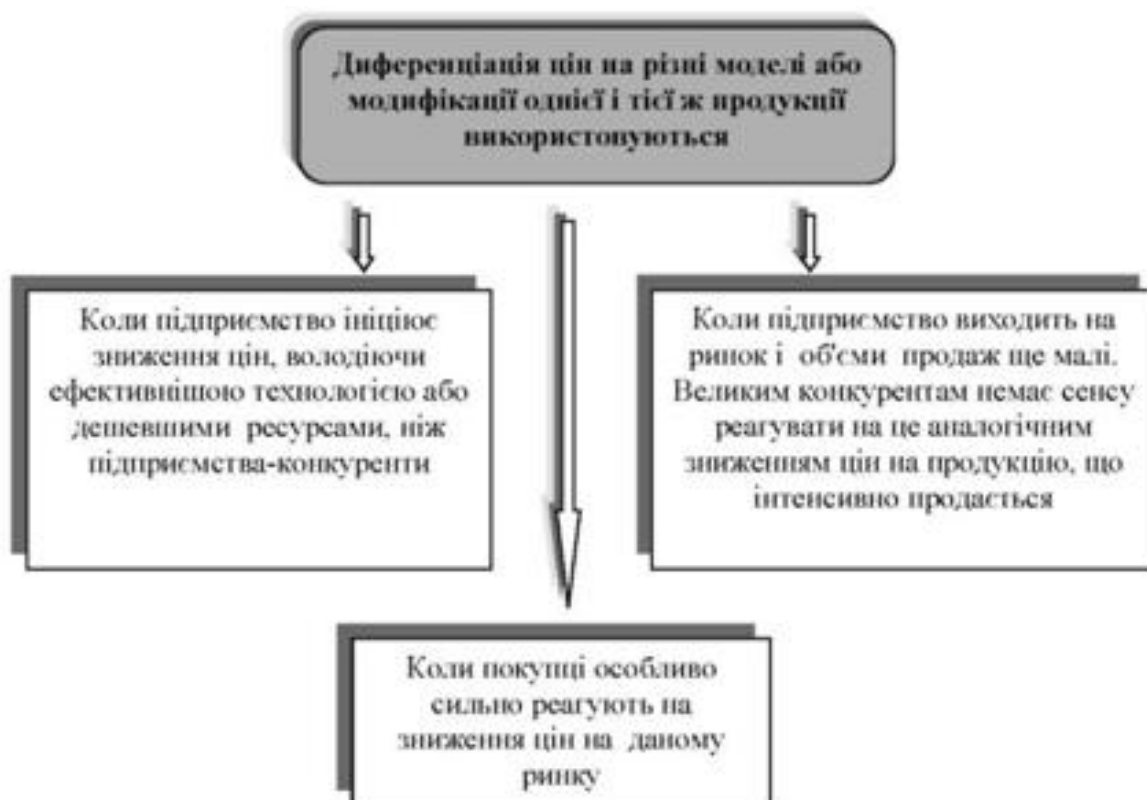 Диференціація цін на різні моделі або
модифікації однієї і тієї ж продукції
використовуються
Коли підприємство ініціює
зниження цін, володіючи
ефективнішою технологією або
дешевшими ресурсами, ніж
підприємства-конкуренти
Коли підприємство виходить на
ринок і об'єми продаж ще малі.
Великим конкурентам немає сенсу
реагувати на це аналогічним
зниженням цін на продукцію, що
інтенсивно продається
Коли покупці особливо
сильно реагують на
зниження цін на даному
ринку